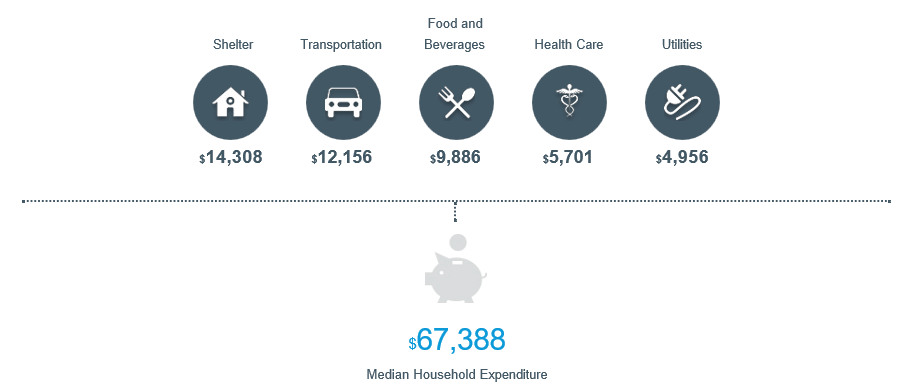 Shelter
Transportation
Food and
Beverages
Health Care
Utilities
$14,308
$12,156
$9,886
$5,701
$4,956
$67,388
Median Household Expenditure